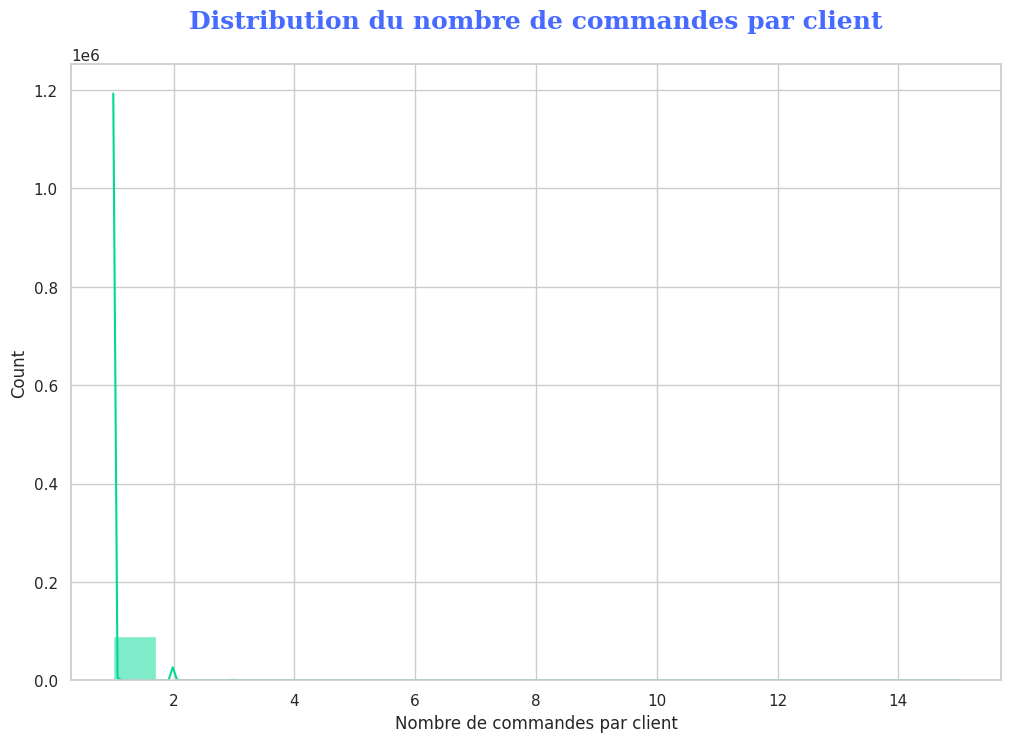 Distribution du nombre de commandes par client
1e6
1.2
1.0
0.8
0.6
0.4
0.2
0.0
Count
2 4 6 8 10 12 14
Nombre de commandes par client